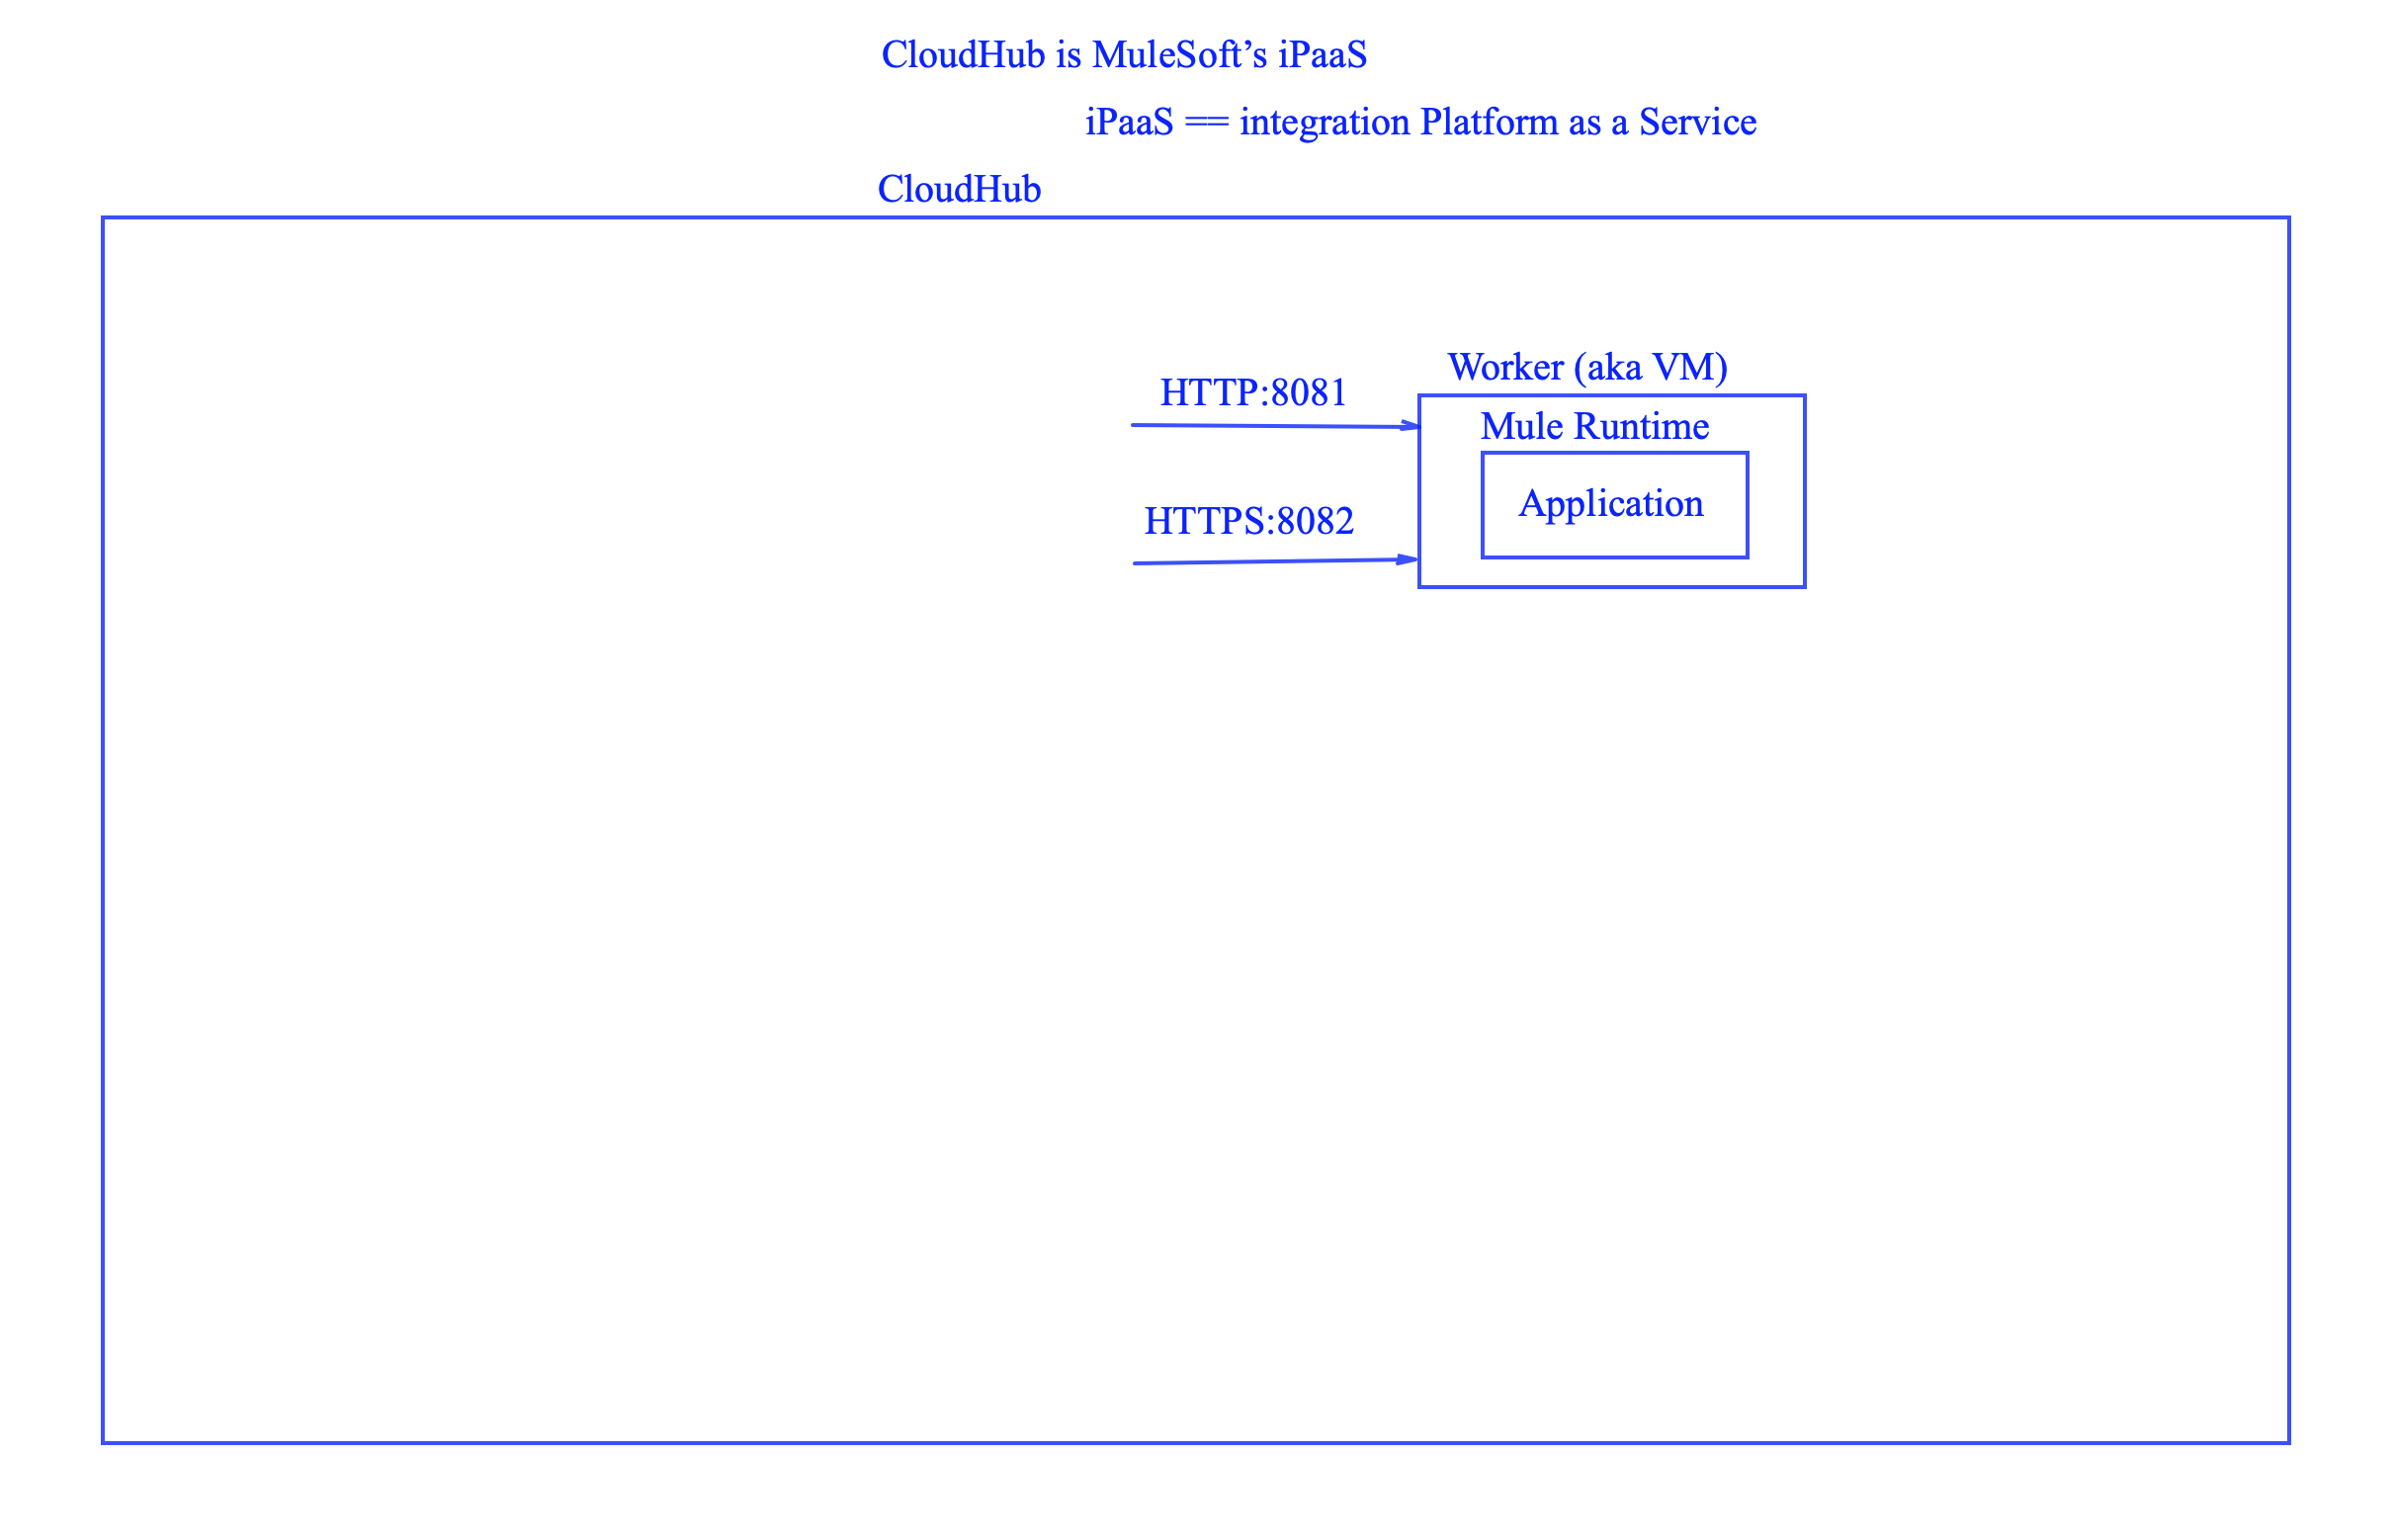 CloudHub is MuleSoft’s iPaaS
iPaaS == integration Platform as a Service
CloudHub
Worker (aka VM)
HTTP:8081
Mule Runtime
Application
HTTPS:8082